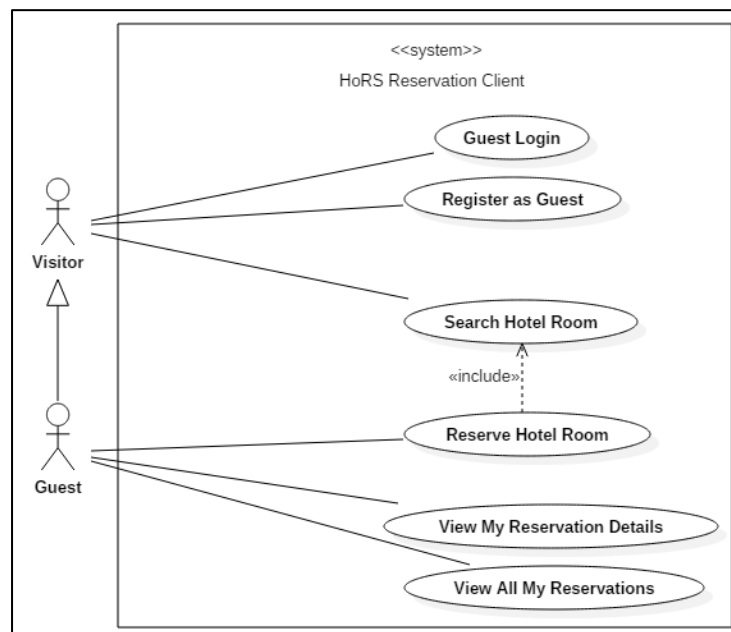 <<system>>
HoRS Reservation Client
Guest Login
Register as Guest
Visitor
Search Hotel Room
«include»
Reserve Hotel Room
Guest
View My Reservation Details
View All My Reservations